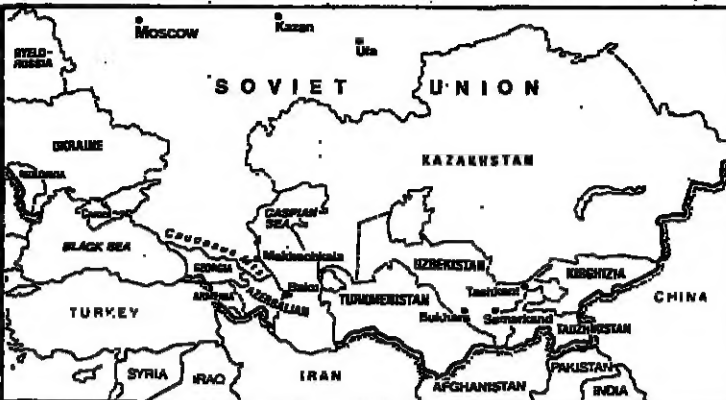 Moscow
Kazan
Ufa
BYELO-
RUSSIA
SOVIET UNION
UKRAINE
KAZAKHSTAN
CASPIAN
SEA
BLACK SEA
Caucasus Mts
Makhachkala
GEORGIA
UZBEKISTAN
KIRGHIZIA
ARMENIA
AZERBAIJAN
Baku
TURKMENISTAN
Tashkent
CHINA
TURKEY
Bukhara
Samarkand
TADZHIKISTAN
SYRIA
IRAQ
IRAN
AFGHANISTAN
PAKISTAN
INDIA